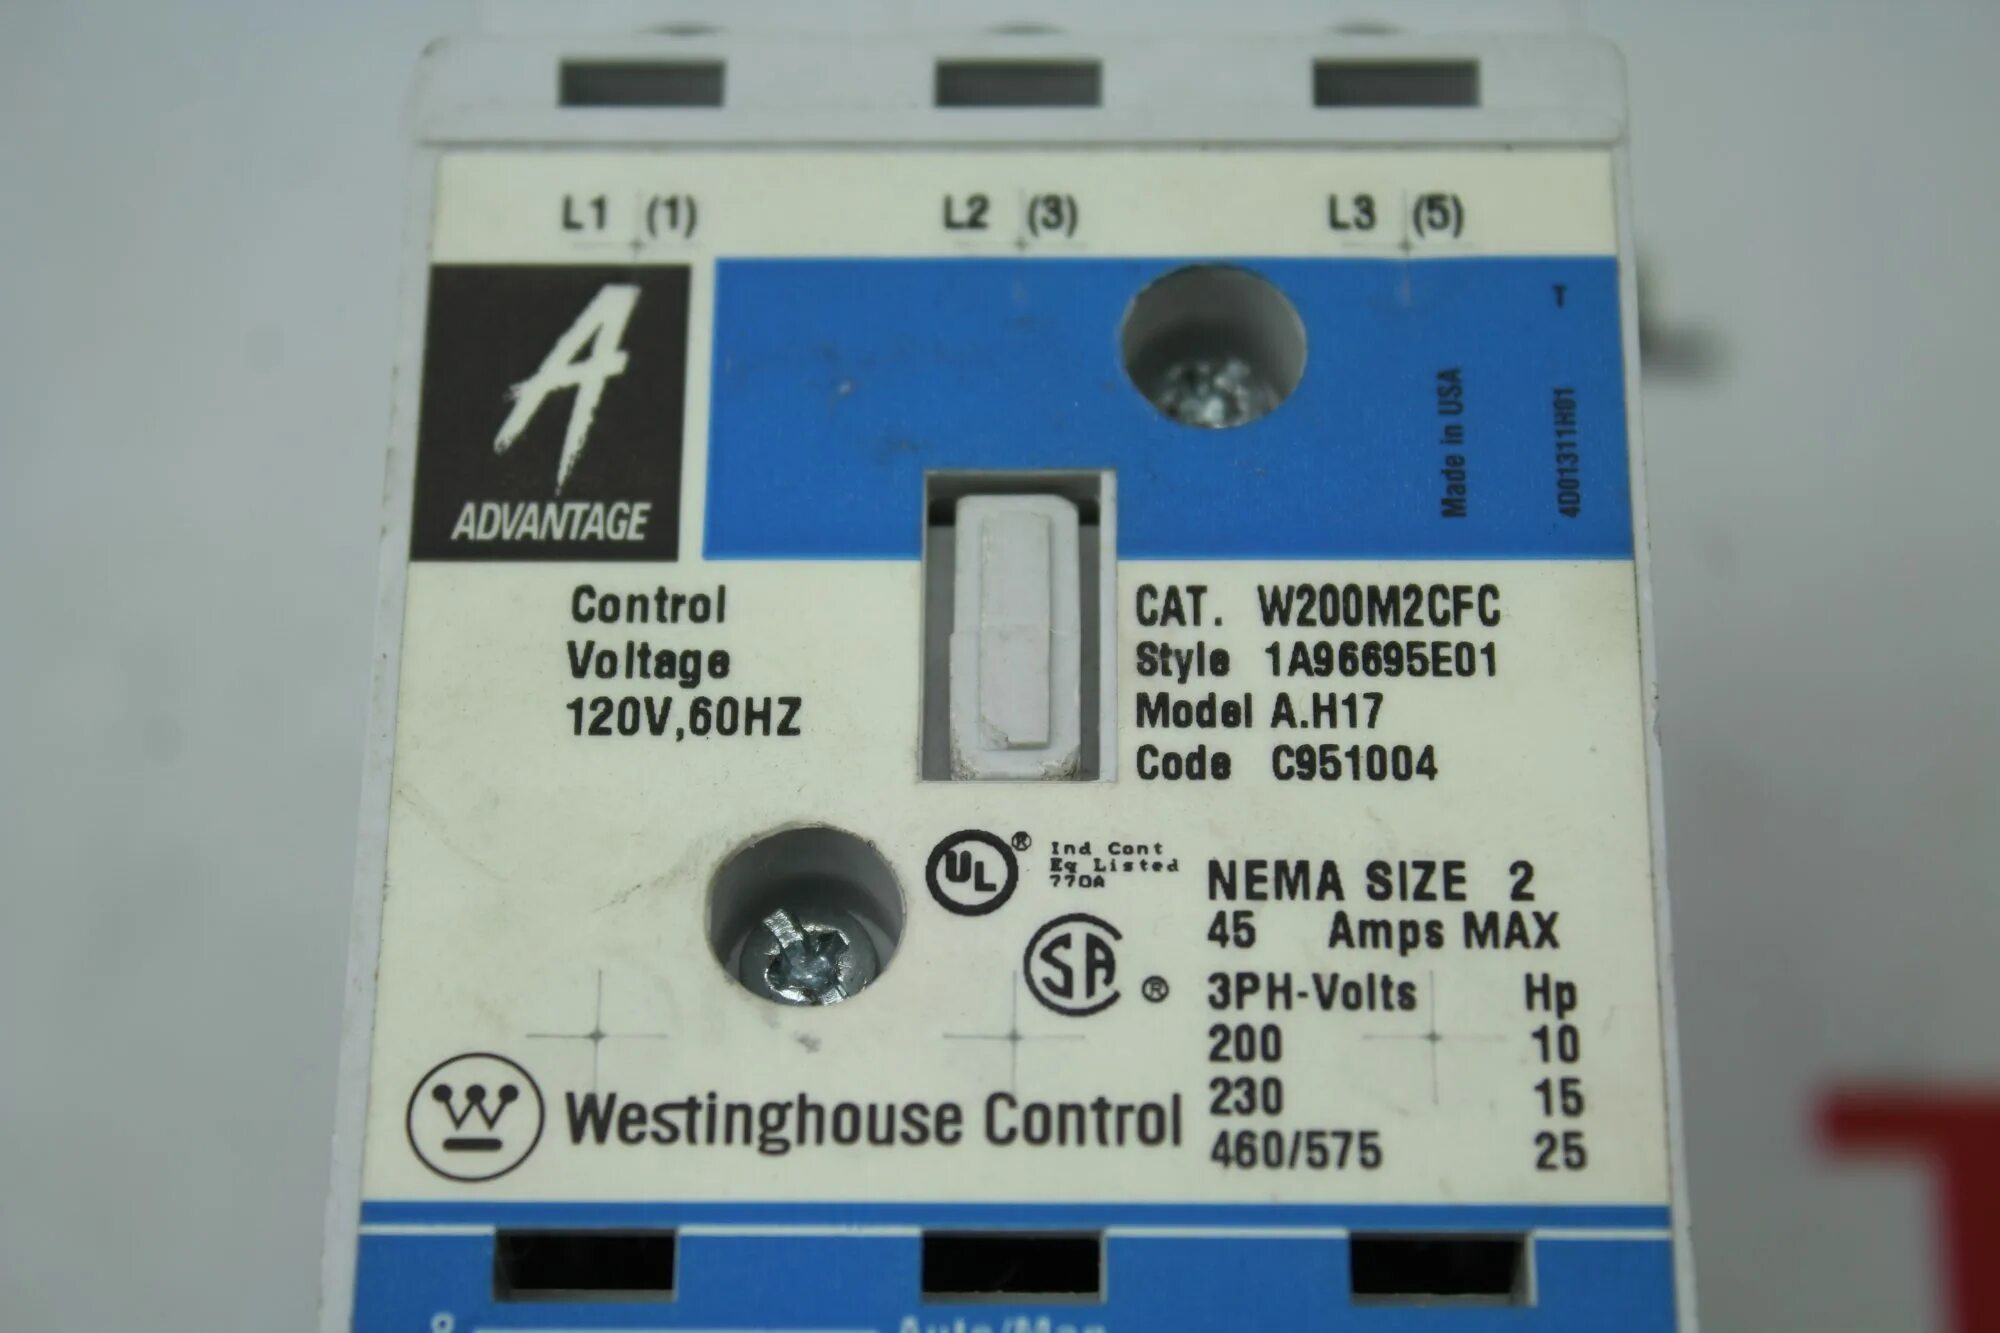 L1 (1) L2 (3) L3 (5)
A
ADVANTAGE
Made in USA
4D01311H01 T
Control
Voltage
120V,60HZ
CAT. W200M2CFC
Style 1A96695E01
Model A.H17
Code C951004
UL ®
Ind Cont
Eq Listed
770A
SA ®
NEMA SIZE 2
45 Amps MAX
3PH-Volts Hp
200 10
230 15
460/575 25
W Westinghouse Control